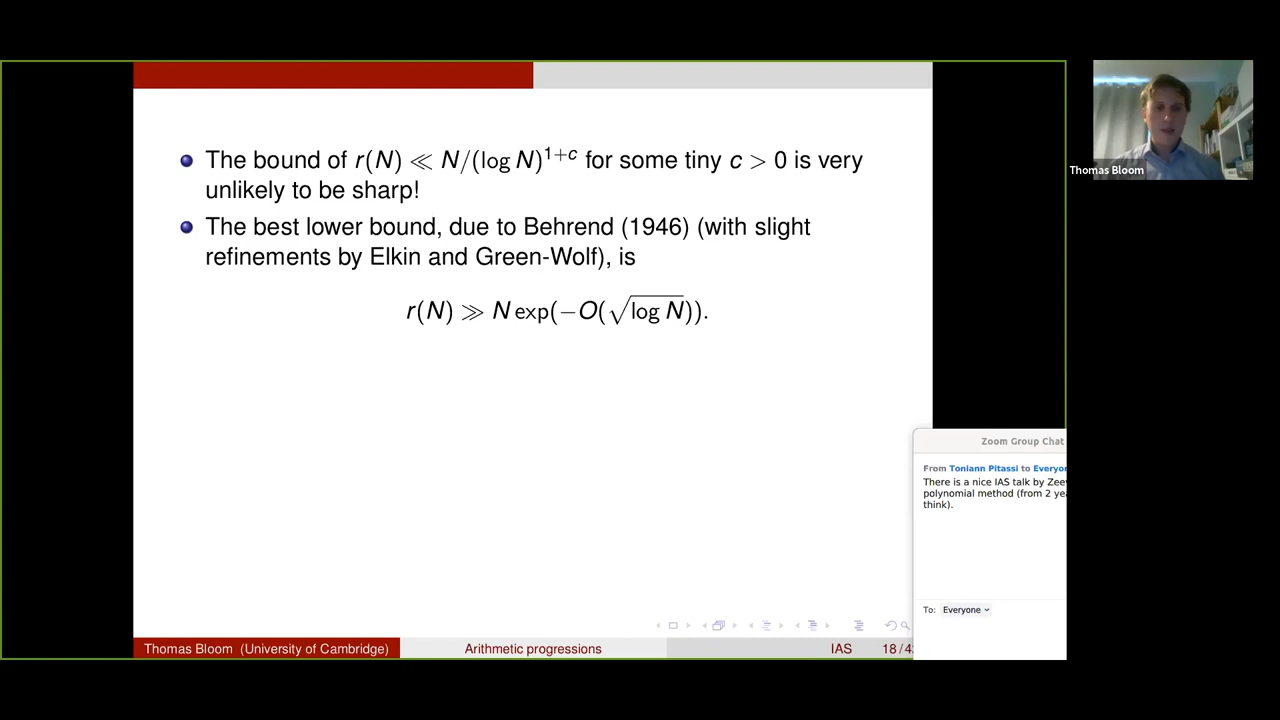 The bound of r(N) ≪ N/(log N)^{1+c} for some tiny c > 0 is very
unlikely to be sharp!
The best lower bound, due to Behrend (1946) (with slight
refinements by Elkin and Green-Wolf), is
r(N) ≫ N exp(−O(√log N)).
Thomas Bloom
Zoom Group Chat
From Toniann Pitassi to
There is a nice IAS talk by
polynomial method (from 2
think).
To: Everyone
Thomas Bloom (University of Cambridge)
Arithmetic progressions
IAS
18/4